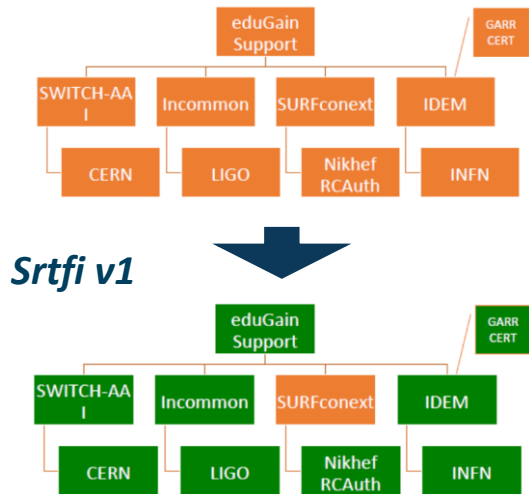 eduGain
Support
GARR
CERT
SWITCH-AA
I
Incommon
SURFconext
IDEM
CERN
LIGO
Nikhef
RCAuth
INFN
Srtfi v1
eduGain
Support
GARR
CERT
SWITCH-AA
I
Incommon
SURFconext
IDEM
CERN
LIGO
Nikhef
RCAuth
INFN